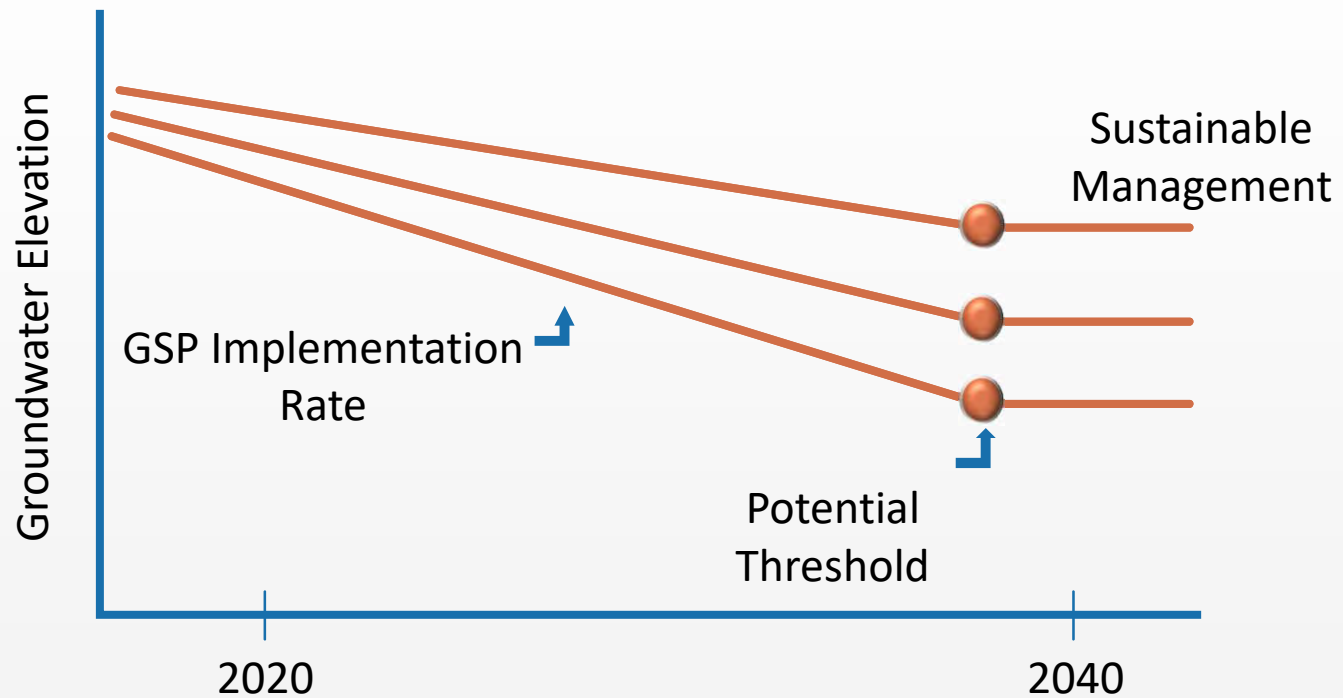 Groundwater Elevation
Sustainable
Management
GSP Implementation
Rate
Potential
Threshold
2020
2040